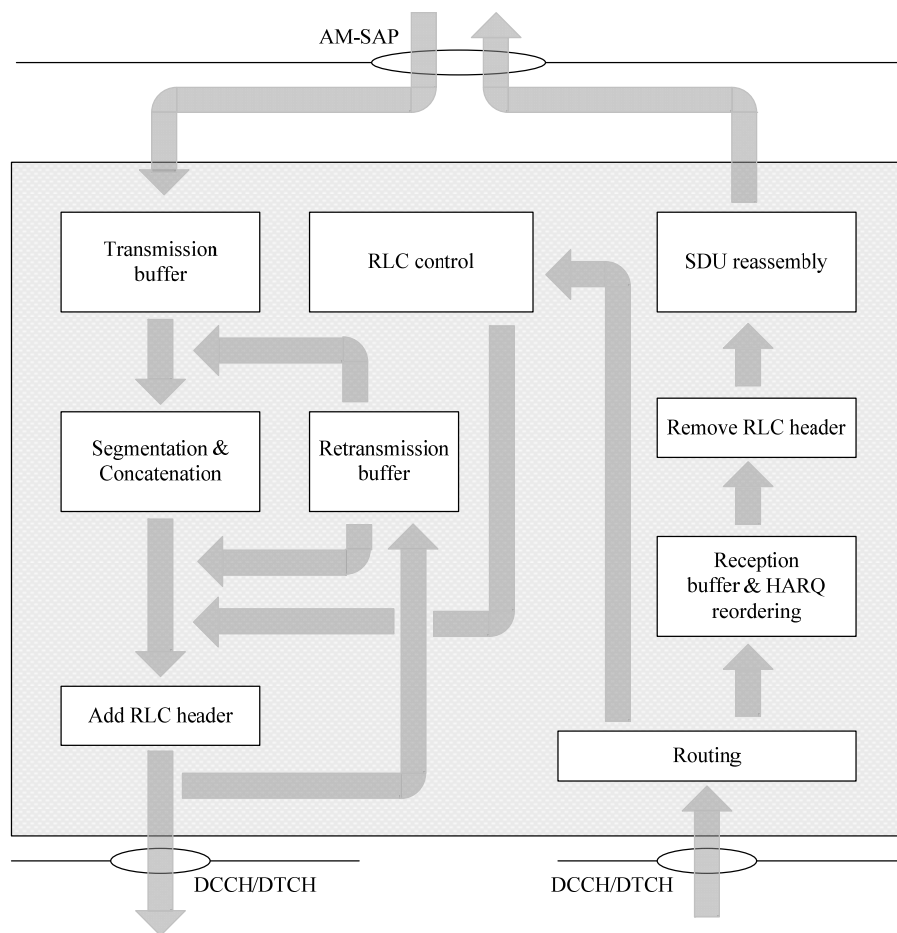 AM-SAP
Transmission
buffer
RLC control
SDU reassembly
Segmentation &
Concatenation
Retransmission
buffer
Remove RLC header
Reception
buffer & HARQ
reordering
Add RLC header
Routing
DCCH/DTCH
DCCH/DTCH